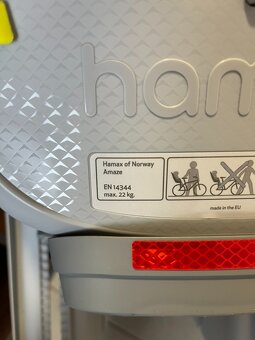 ham
Hamax of Norway
Amaze
EN 14344
max. 22 kg.
made in the EU